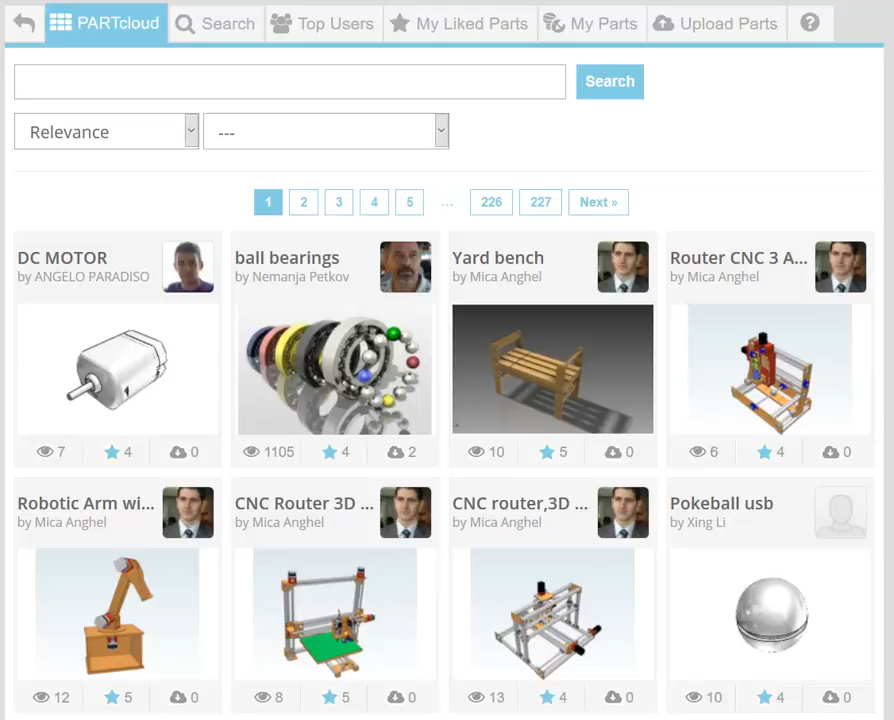 PARTcloud Search Top Users My Liked Parts My Parts Upload Parts ?
Search
Relevance ---
1 2 3 4 5 ... 226 227 Next »
DC MOTOR
by ANGELO PARADISO
7 4 0
ball bearings
by Nemanja Petkov
1105 4 2
Yard bench
by Mica Anghel
10 5 0
Router CNC 3 A...
by Mica Anghel
6 4 0
Robotic Arm wi...
by Mica Anghel
12 5 0
CNC Router 3D ...
by Mica Anghel
8 5 0
CNC router,3D ...
by Mica Anghel
13 4 0
Pokeball usb
by Xing Li
10 4 0